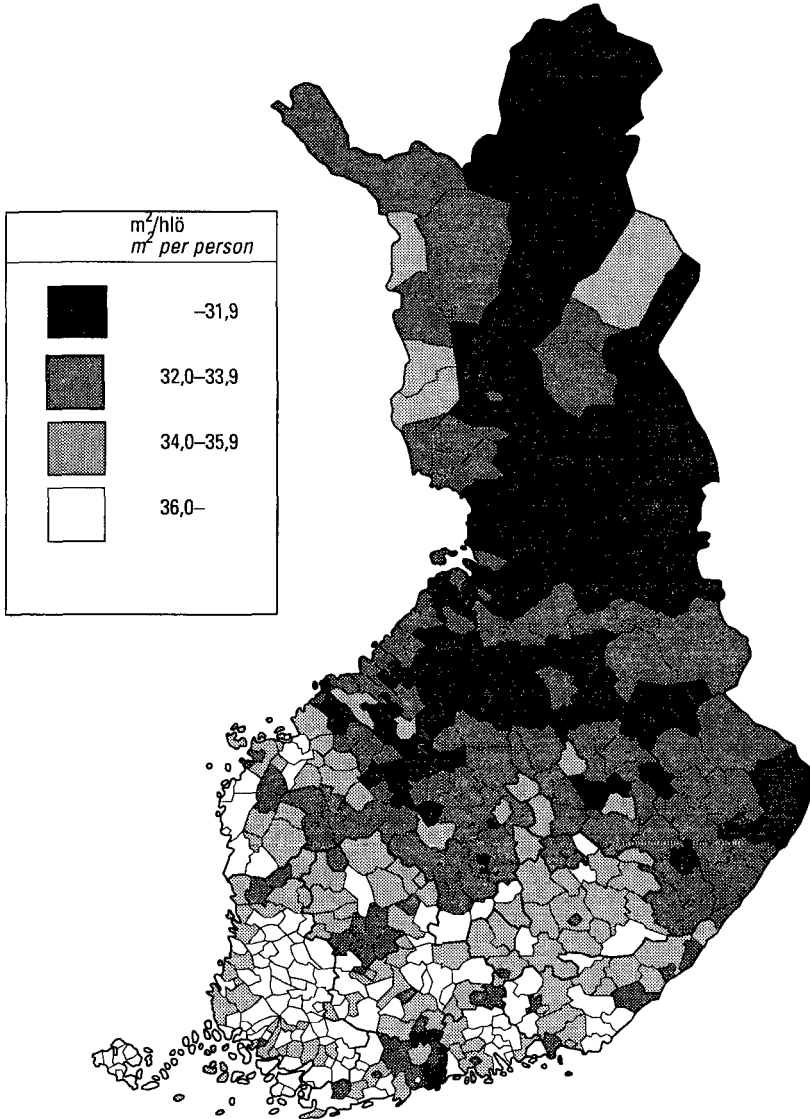 m²/hlö
m² per person
–31,9
32,0–33,9
34,0–35,9
36,0–